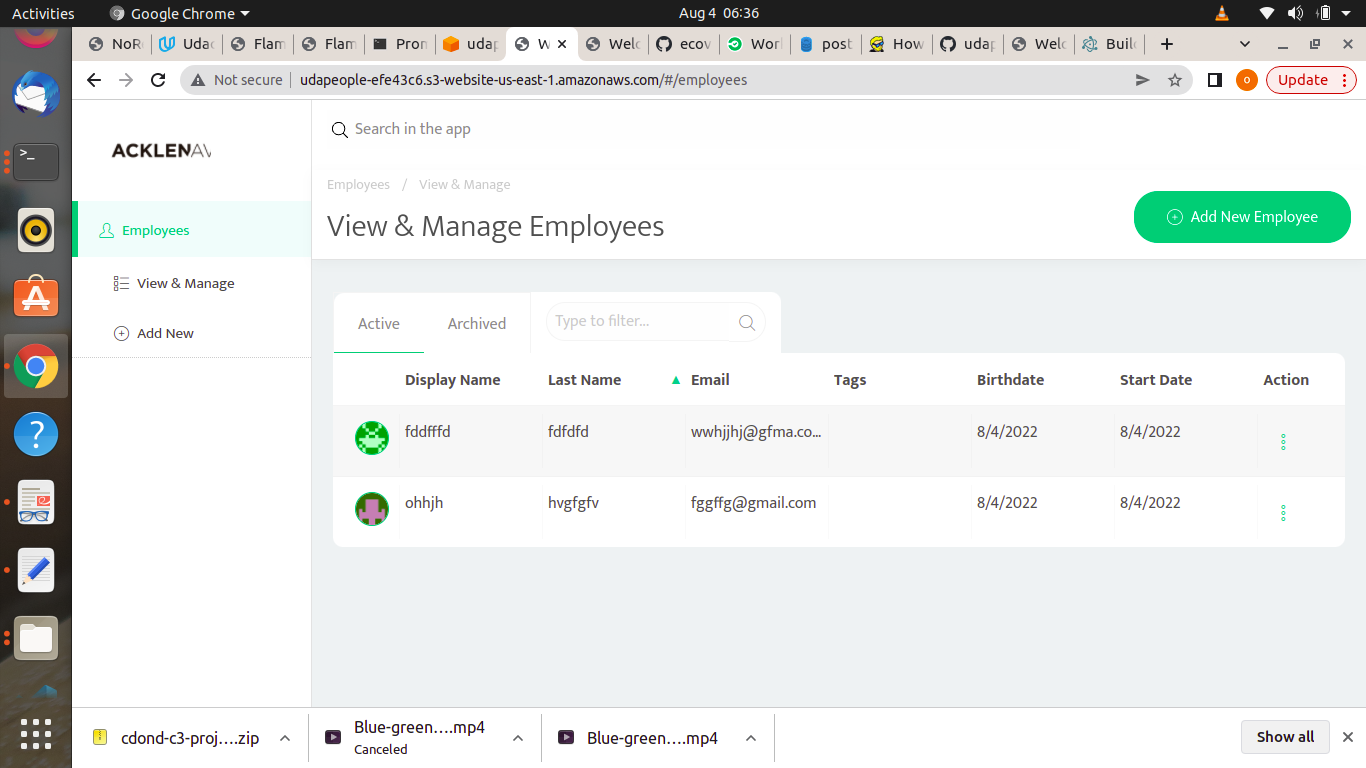 Activities Google Chrome Aug 4 06:36
NoR Udac Flam Flam Pron udap W Welc ecov Worl post How udap Welc Buil
Not secure udapeople-efe43c6.s3-website-us-east-1.amazonaws.com/#/employees o Update
ACKLENAV
Search in the app
Employees / View & Manage
View & Manage Employees
Add New Employee
Employees
View & Manage
Add New
Active Archived Type to filter...
Display Name Last Name Email Tags Birthdate Start Date Action
fddfffd fdfdfd wwhjjhj@gfma.co... 8/4/2022 8/4/2022
ohhjh hvgfgfv fggffg@gmail.com 8/4/2022 8/4/2022
cdond-c3-proj....zip Blue-green....mp4 Blue-green....mp4 Show all
Canceled